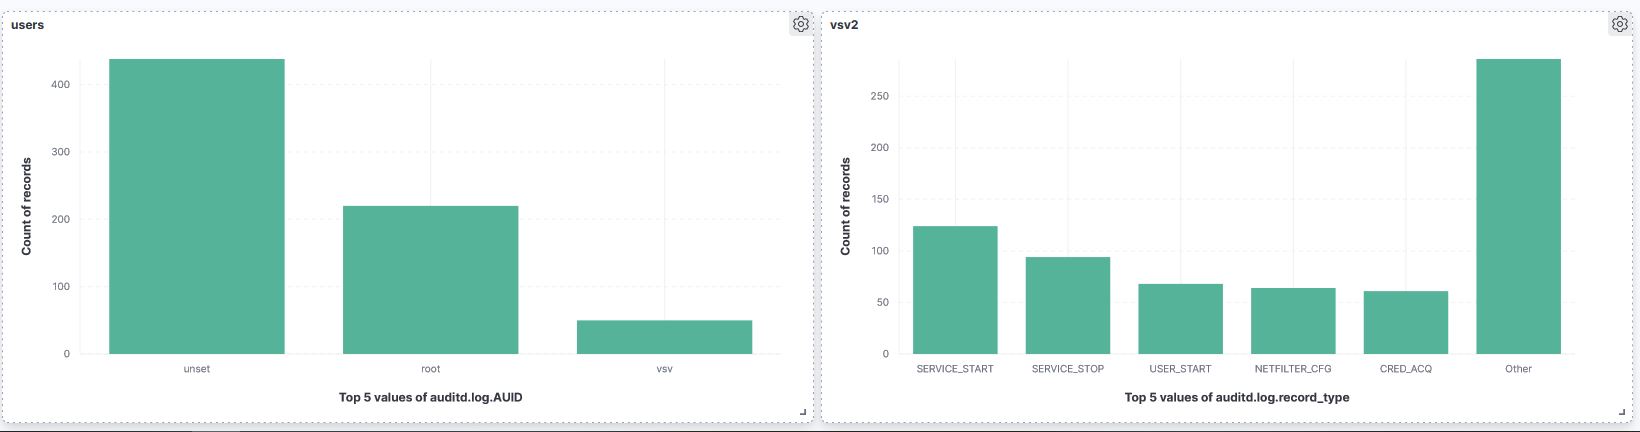 users
400
300
200
100
0
Count of records
unset
root
vsv
Top 5 values of auditd.log.AUID
vsv2
250
200
150
100
50
0
Count of records
SERVICE_START
SERVICE_STOP
USER_START
NETFILTER_CFG
CRED_ACQ
Other
Top 5 values of auditd.log.record_type